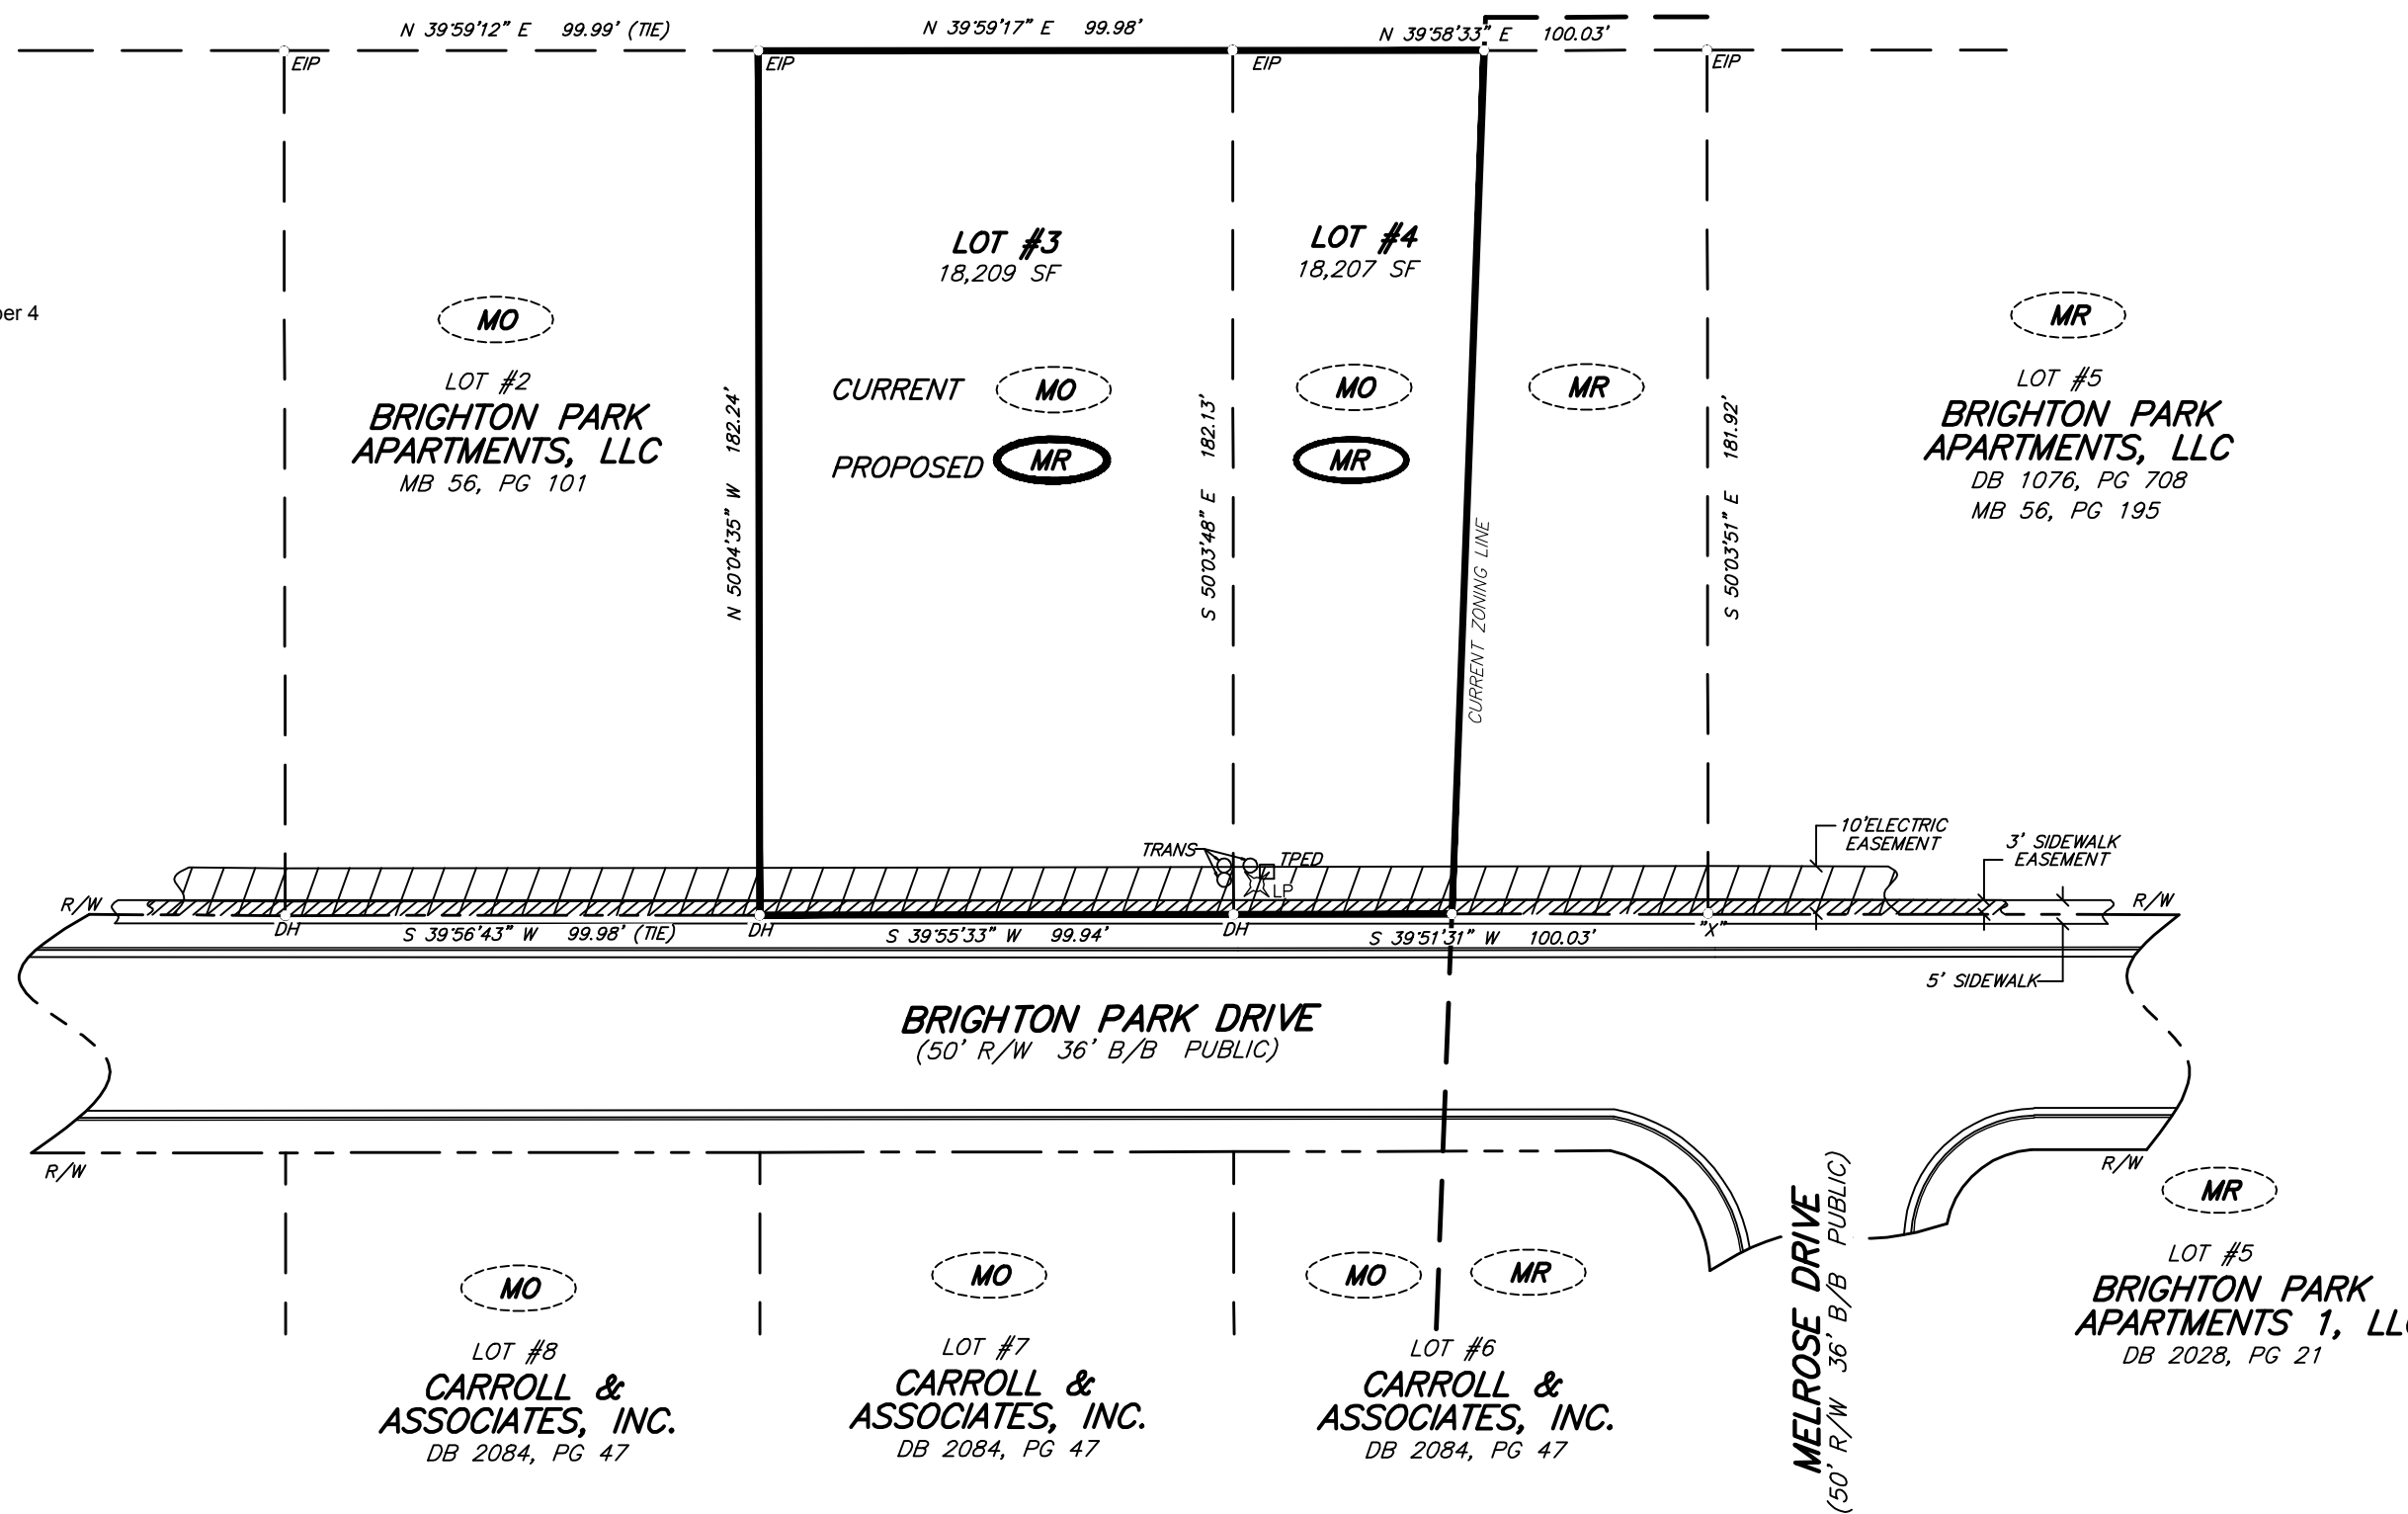 N 39°59'12" E 99.99' (TIE)
N 39°59'17" E 99.98'
N 39°58'33" E 100.03'
EIP
EIP
EIP
EIP
LOT #3
18,209 SF
LOT #4
18,207 SF
4
MO
LOT #2
BRIGHTON PARK
APARTMENTS, LLC
MB 56, PG 101
CURRENT MO
MO
MR
PROPOSED MR
MR
MR
LOT #5
BRIGHTON PARK
APARTMENTS, LLC
DB 1076, PG 708
MB 56, PG 195
N 50°04'35" W 182.24'
S 50°03'48" E 182.13'
CURRENT ZONING LINE
S 50°03'51" E 181.92'
TRANS
TPED
LP
10'ELECTRIC
EASEMENT
3' SIDEWALK
EASEMENT
R/W
R/W
DH
S 39°56'43" W 99.98' (TIE)
DH
S 39°55'33" W 99.94'
DH
S 39°51'31" W 100.03'
"X"
5' SIDEWALK
BRIGHTON PARK DRIVE
(50' R/W 36' B/B PUBLIC)
R/W
R/W
MELROSE DRIVE
(50' R/W 36' B/B PUBLIC)
MO
LOT #8
CARROLL &
ASSOCIATES, INC.
DB 2084, PG 47
MO
LOT #7
CARROLL &
ASSOCIATES, INC.
DB 2084, PG 47
MO
MR
LOT #6
CARROLL &
ASSOCIATES, INC.
DB 2084, PG 47
MR
LOT #5
BRIGHTON PARK
APARTMENTS 1, LLC
DB 2028, PG 21